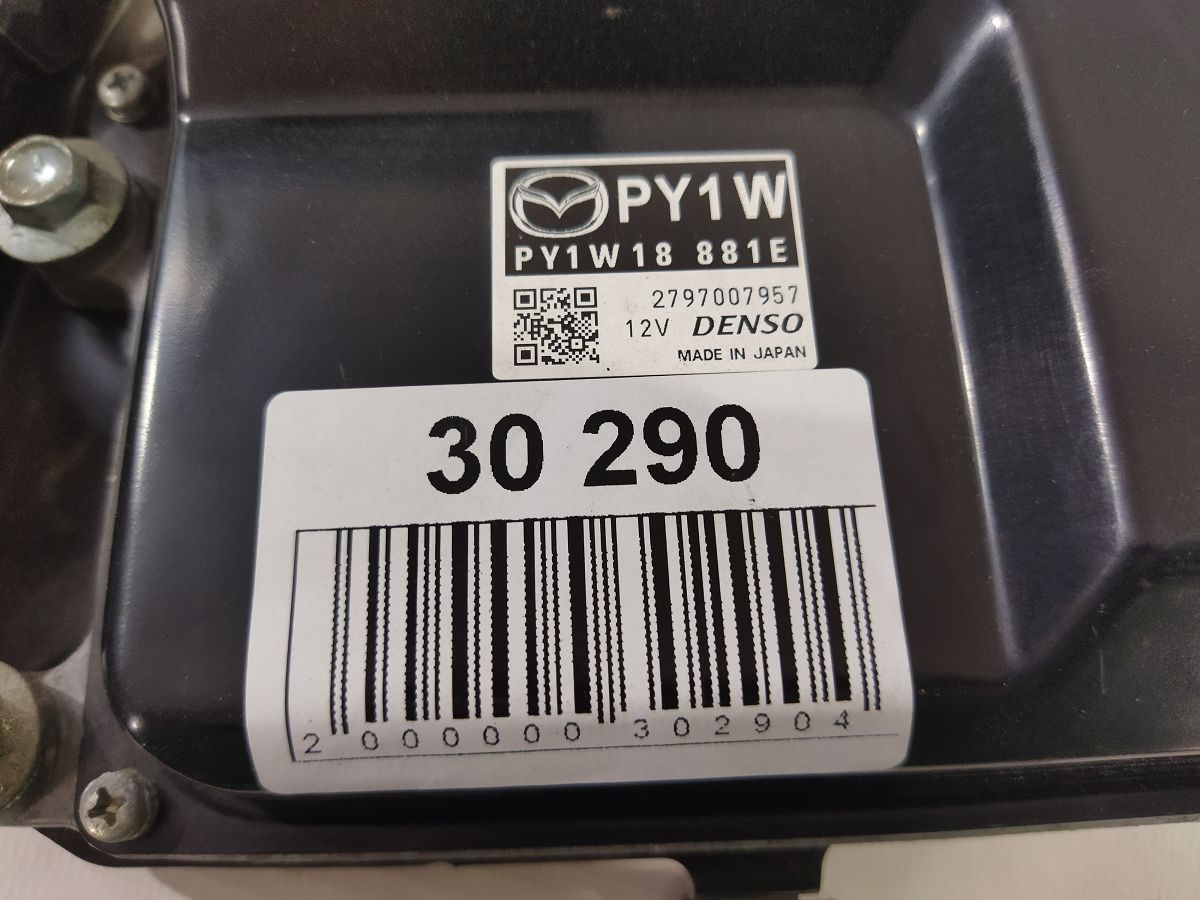 PY1W
PY1W18 881E
2797007957
12V DENSO
MADE IN JAPAN
30 290
2 000000 302904